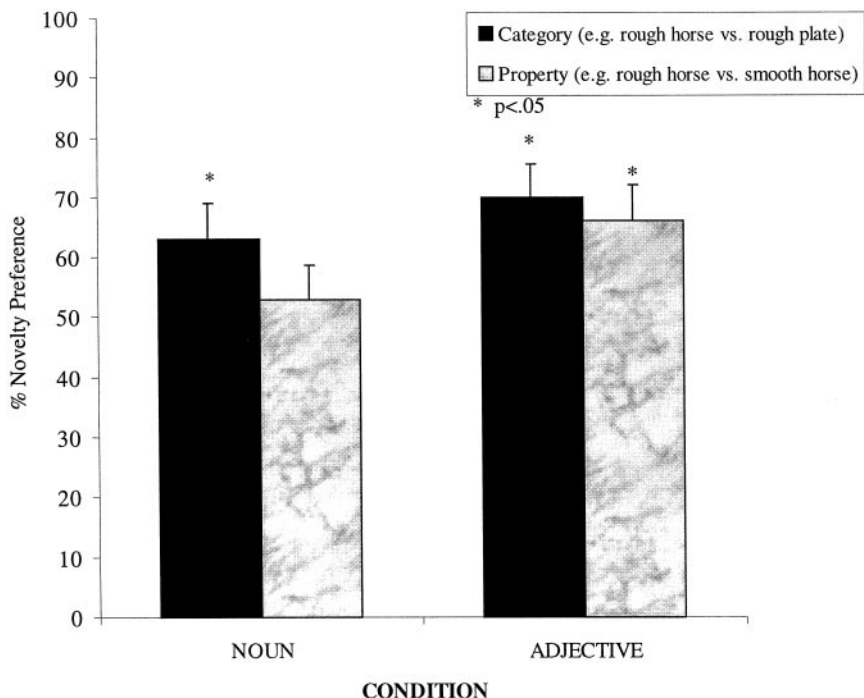 100
90
80
70
60
50
40
30
20
10
0
% Novelty Preference
Category (e.g. rough horse vs. rough plate)
Property (e.g. rough horse vs. smooth horse)
* p<.05
*
*
*
NOUN
ADJECTIVE
CONDITION